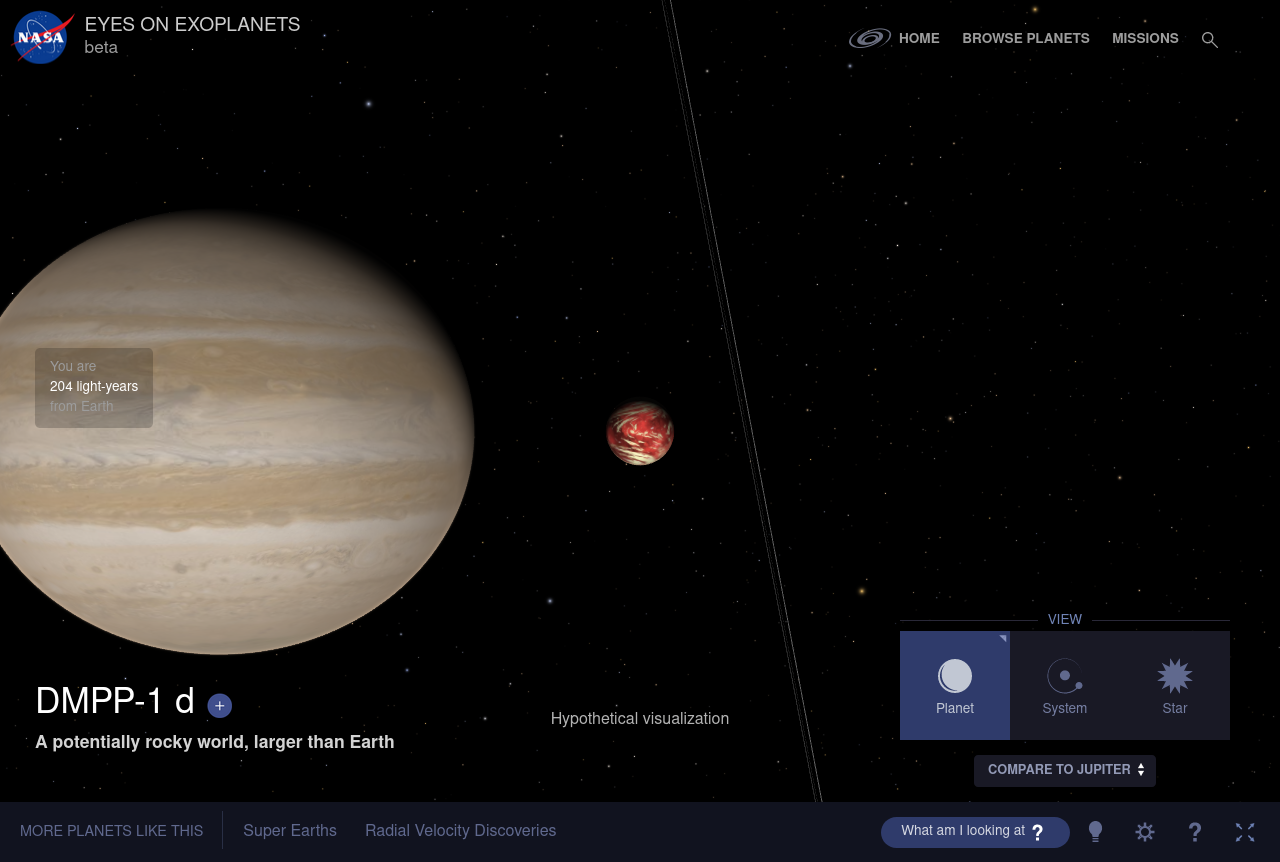 NASA
EYES ON EXOPLANETS
beta
HOME
BROWSE PLANETS
MISSIONS
You are
204 light-years
from Earth
DMPP-1 d +
A potentially rocky world, larger than Earth
Hypothetical visualization
VIEW
Planet
System
Star
COMPARE TO JUPITER
MORE PLANETS LIKE THIS
Super Earths
Radial Velocity Discoveries
What am I looking at ?
?